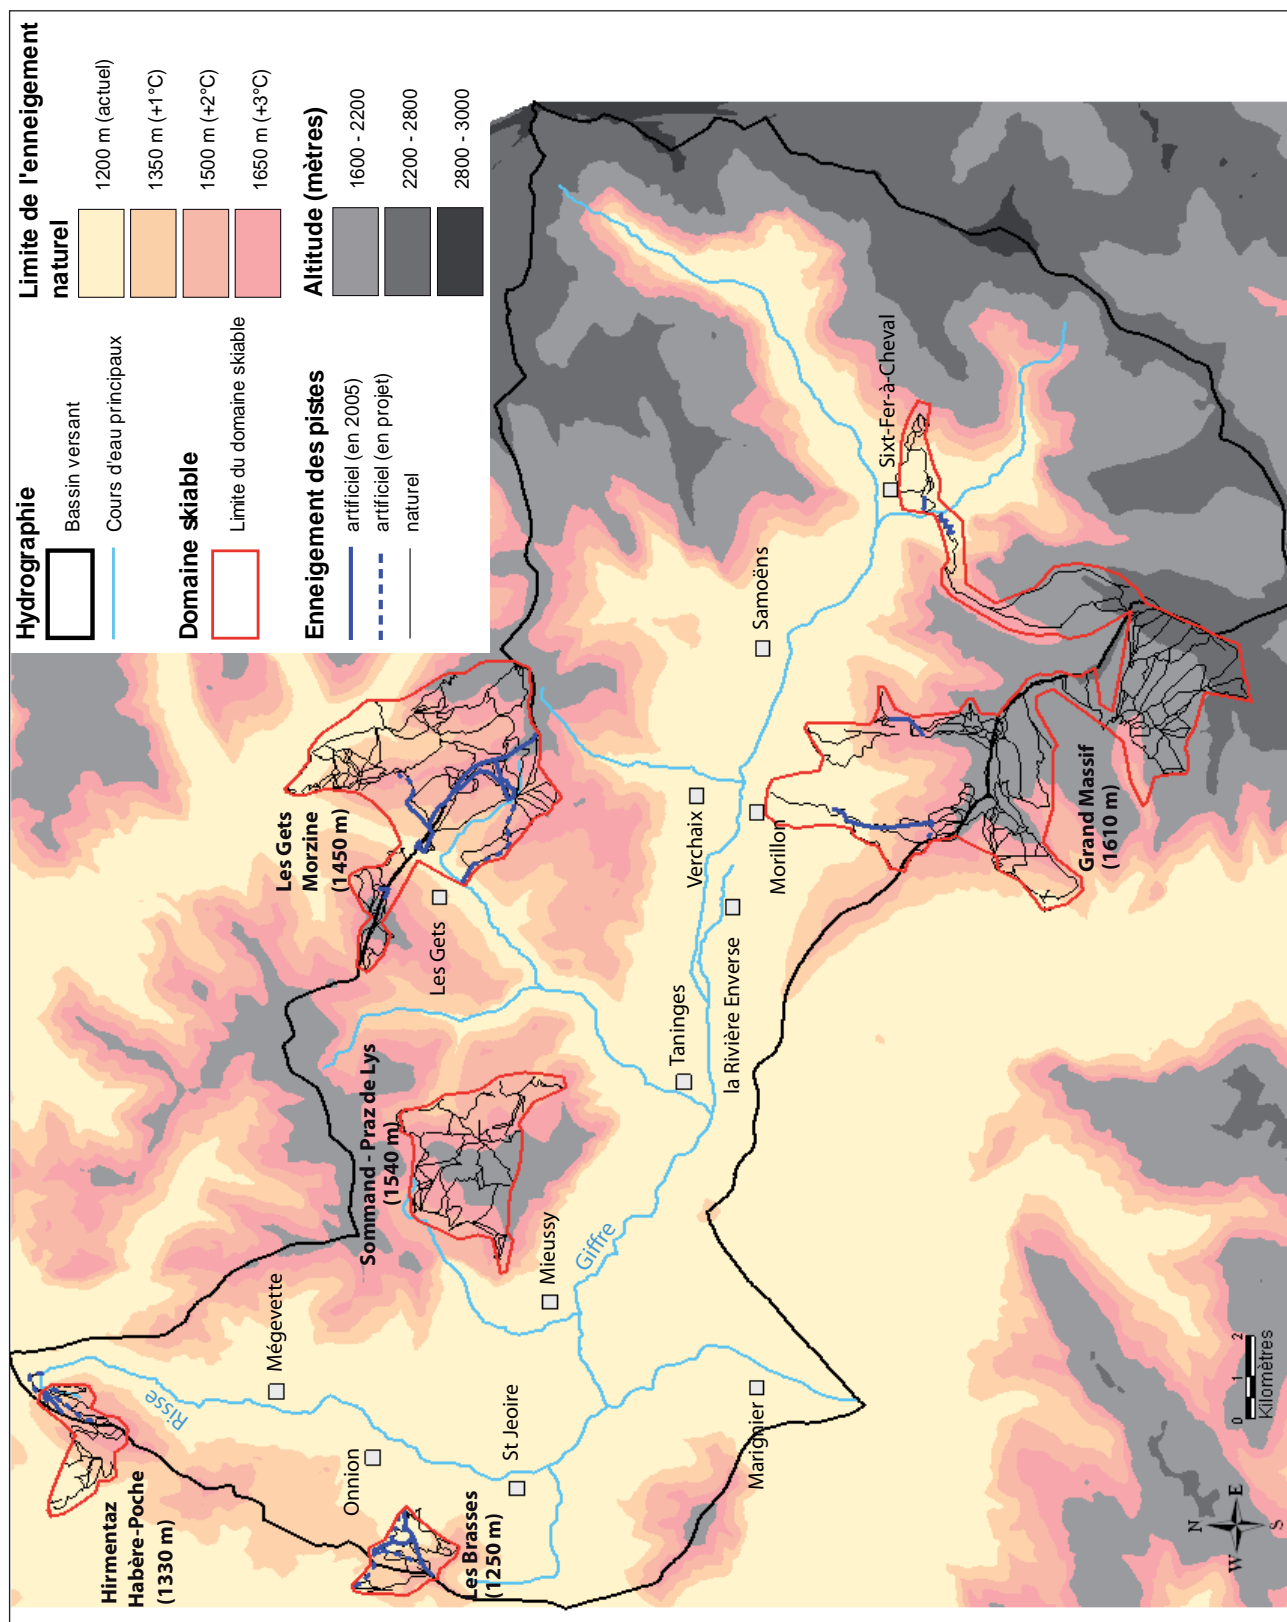 Hydrographie
Bassin versant
Cours d'eau principaux
Domaine skiable
Limite du domaine skiable
Enneigement des pistes
artificiel (en 2005)
artificiel (en projet)
naturel
Limite de l'enneigement
naturel
1200 m (actuel)
1350 m (+1°C)
1500 m (+2°C)
1650 m (+3°C)
Altitude (mètres)
1600 - 2200
2200 - 2800
2800 - 3000
Hirmentaz
Habère-Poche
(1330 m)
Risse
Mégevette
Onnion
Les Brasses
(1250 m)
St Jeoire
Marignier
Sommand - Praz de Lys
(1540 m)
Mieussy
Giffre
Les Gets
Morzine
(1450 m)
Les Gets
Taninges
la Rivière Enverse
Verchaix
Morillon
Samoëns
Sixt-Fer-à-Cheval
Grand Massif
(1610 m)
0 1 2
Kilomètres
N
W E
S